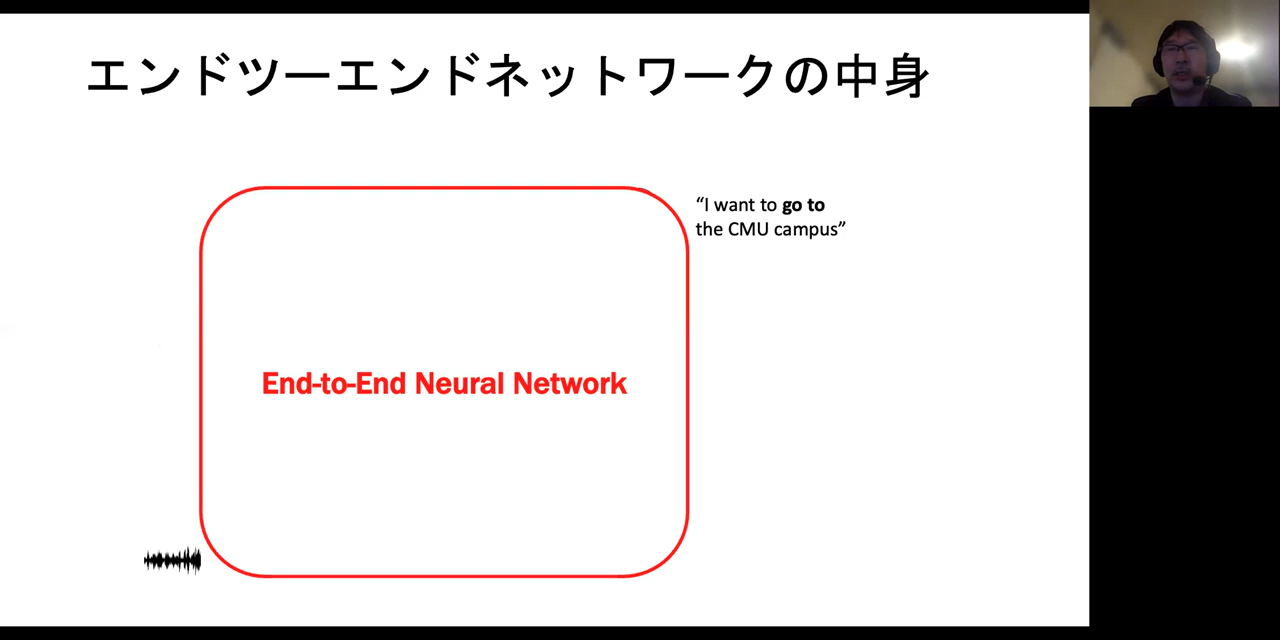 エンドツーエンドネットワークの中身
“I want to go to
the CMU campus”
End-to-End Neural Network